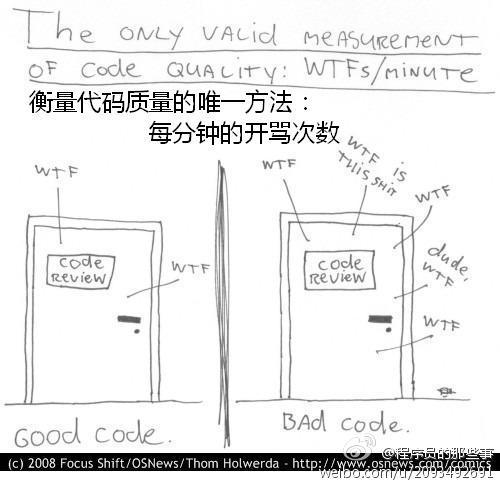 The ONLY VALID MEASUREMENT
OF Code QUALITY: WTFs/MINUTE
衡量代码质量的唯一方法：
每分钟的开骂次数
WTF
CODE
REVIEW
WTF
GOOD CODE.
WTF
WTF IS
THIS SHIT
WTF
CODE
REVIEW
dude,
WTF
WTF
BAD CODE.
@程序员的那些事
(c) 2008 Focus Shift/OSNews/Thom Holwerda - http://www.osnews.com/comics
weibo.com/u/2093492691